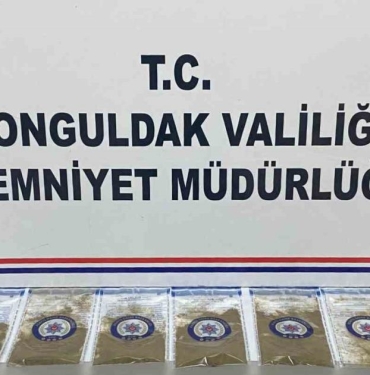 T.C.
ONGULDAK VALİLİĞ
EMNİYET MÜDÜRLÜĞ